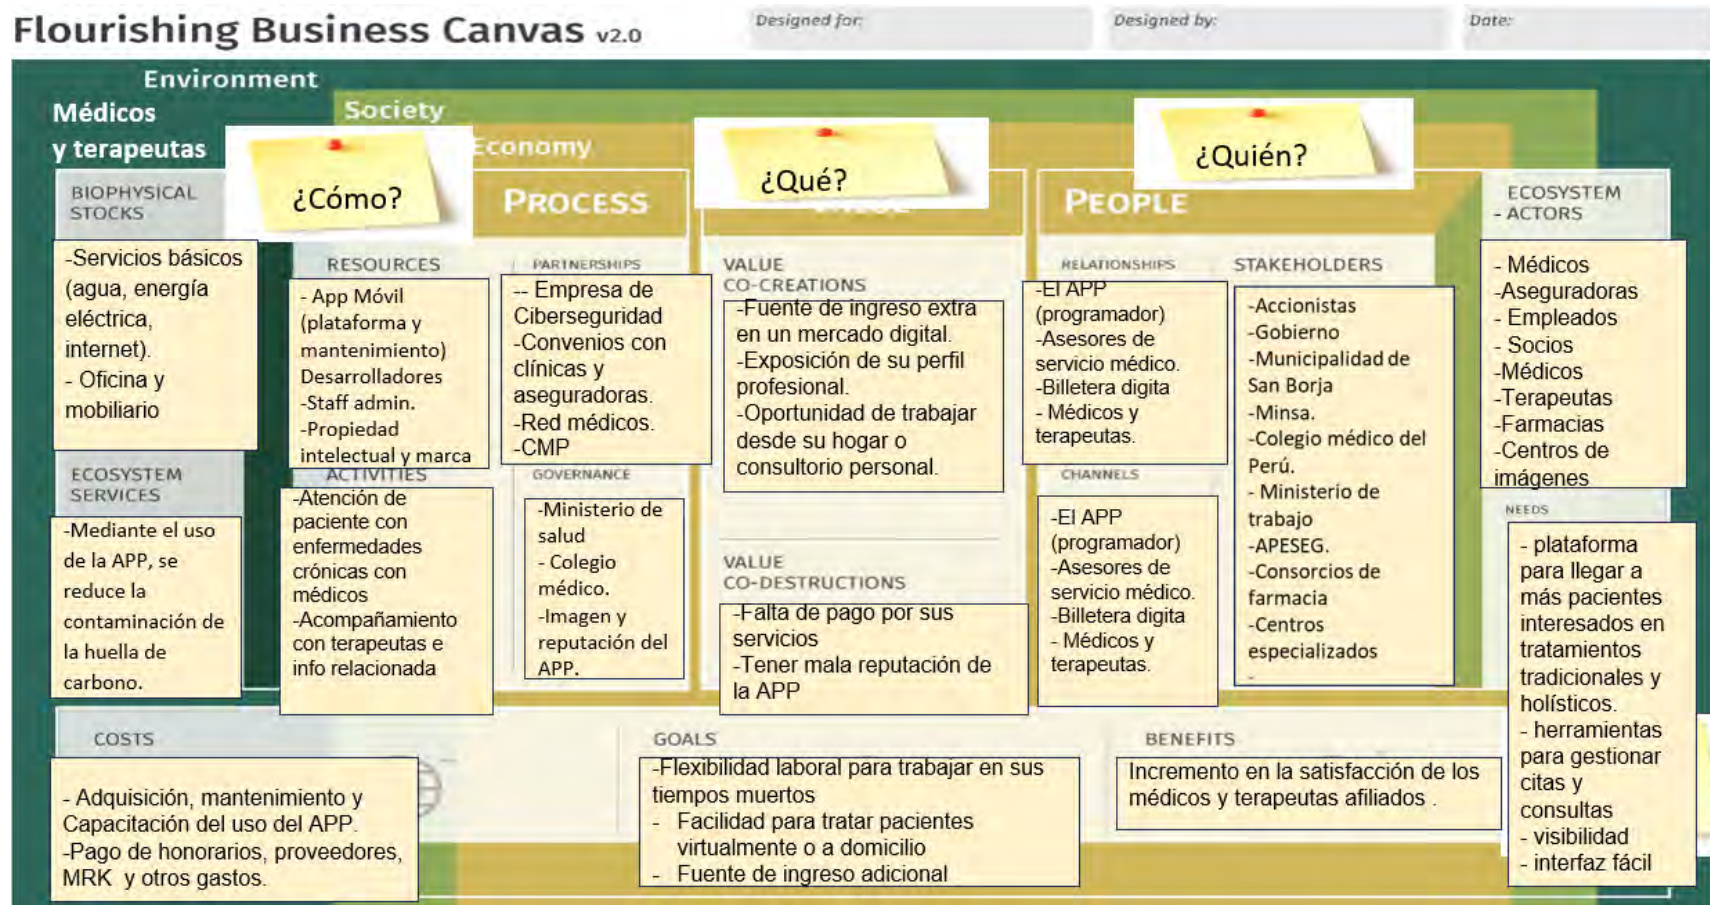 Flourishing Business Canvas v2.0
Designed for:
Designed by:
Date:
Environment
Médicos
y terapeutas
Society
Economy
¿Cómo?
¿Qué?
¿Quién?
PROCESS
PEOPLE
BIOPHYSICAL
STOCKS
-Servicios básicos
(agua, energía
eléctrica,
internet).
- Oficina y
mobiliario
ECOSYSTEM
SERVICES
-Mediante el uso
de la APP, se
reduce la
contaminación de
la huella de
carbono.
RESOURCES
- App Móvil
(plataforma y
mantenimiento)
Desarrolladores
-Staff admin.
-Propiedad
intelectual y marca
ACTIVITIES
-Atención de
paciente con
enfermedades
crónicas con
médicos
-Acompañamiento
con terapeutas e
info relacionada
PARTNERSHIPS
-- Empresa de
Ciberseguridad
-Convenios con
clínicas y
aseguradoras.
-Red médicos.
-CMP
GOVERNANCE
-Ministerio de
salud
- Colegio
médico.
-Imagen y
reputación del
APP.
VALUE
CO-CREATIONS
-Fuente de ingreso extra
en un mercado digital.
-Exposición de su perfil
profesional.
-Oportunidad de trabajar
desde su hogar o
consultorio personal.
VALUE
CO-DESTRUCTIONS
-Falta de pago por sus
servicios
-Tener mala reputación de
la APP
RELATIONSHIPS
-El APP
(programador)
-Asesores de
servicio médico.
-Billetera digita
- Médicos y
terapeutas.
CHANNELS
-El APP
(programador)
-Asesores de
servicio médico.
-Billetera digita
- Médicos y
terapeutas.
STAKEHOLDERS
-Accionistas
-Gobierno
-Municipalidad de
San Borja
-Minsa.
-Colegio médico del
Perú.
- Ministerio de
trabajo
-APESEG.
-Consorcios de
farmacia
-Centros
especializados
-
ECOSYSTEM
- ACTORS
- Médicos
-Aseguradoras
- Empleados
- Socios
-Médicos
-Terapeutas
-Farmacias
-Centros de
imágenes
NEEDS
- plataforma
para llegar a
más pacientes
interesados en
tratamientos
tradicionales y
holísticos.
- herramientas
para gestionar
citas y
consultas
- visibilidad
- interfaz fácil
COSTS
- Adquisición, mantenimiento y
Capacitación del uso del APP.
-Pago de honorarios, proveedores,
MRK y otros gastos.
GOALS
-Flexibilidad laboral para trabajar en sus
tiempos muertos
- Facilidad para tratar pacientes
virtualmente o a domicilio
- Fuente de ingreso adicional
BENEFITS
Incremento en la satisfacción de los
médicos y terapeutas afiliados .